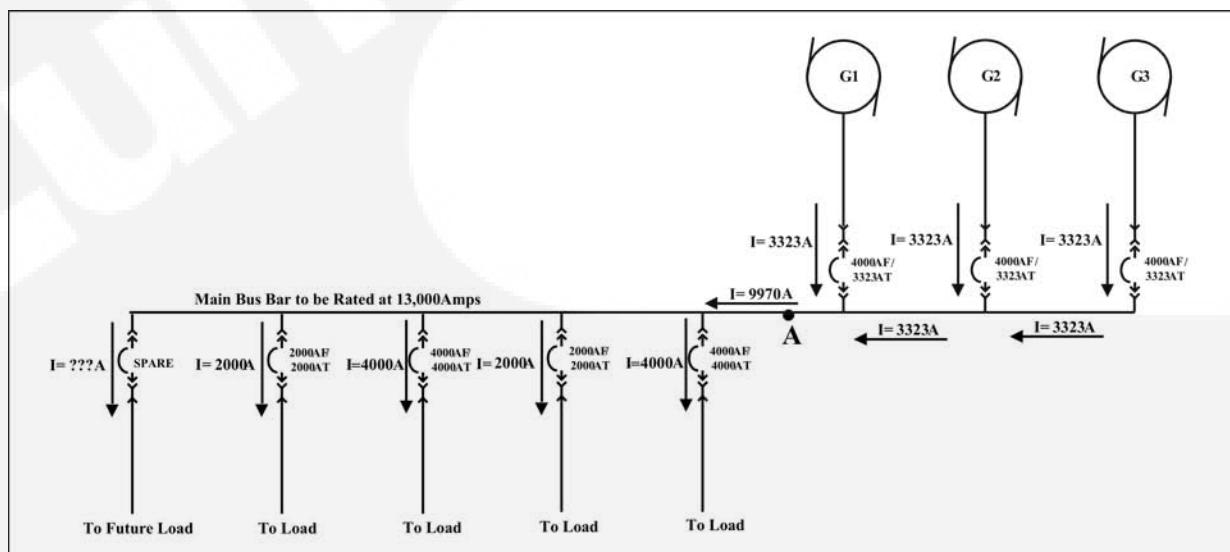 G1
G2
G3
I= 3323A
I= 3323A
I= 3323A
4000AF/
3323AT
4000AF/
3323AT
4000AF/
3323AT
Main Bus Bar to be Rated at 13,000Amps
I= 9970A
A
I= 3323A
I= 3323A
I= ???A
SPARE
I= 2000A
2000AF/
2000AT
I=4000A
4000AF/
4000AT
I= 2000A
2000AF/
2000AT
I=4000A
4000AF/
4000AT
To Future Load
To Load
To Load
To Load
To Load